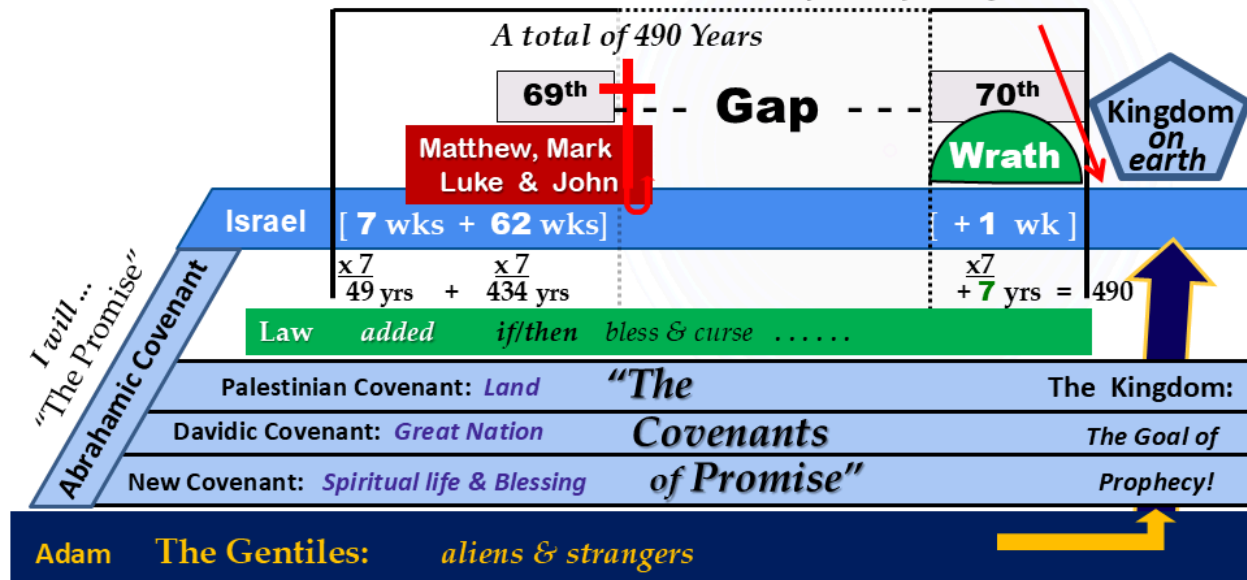 A total of 490 Years
69th
- - - Gap - - -
70th
Kingdom
on
earth
Matthew, Mark
Luke & John
Wrath
Israel [ 7 wks + 62 wks] [ + 1 wk ]
x 7 x 7 x7
49 yrs + 434 yrs + 7 yrs = 490
I will ...
"The Promise"
Abrahamic Covenant
Law added if/then bless & curse . . . . . .
Palestinian Covenant: Land "The The Kingdom:
Davidic Covenant: Great Nation Covenants The Goal of
New Covenant: Spiritual life & Blessing of Promise" Prophecy!
Adam The Gentiles: aliens & strangers